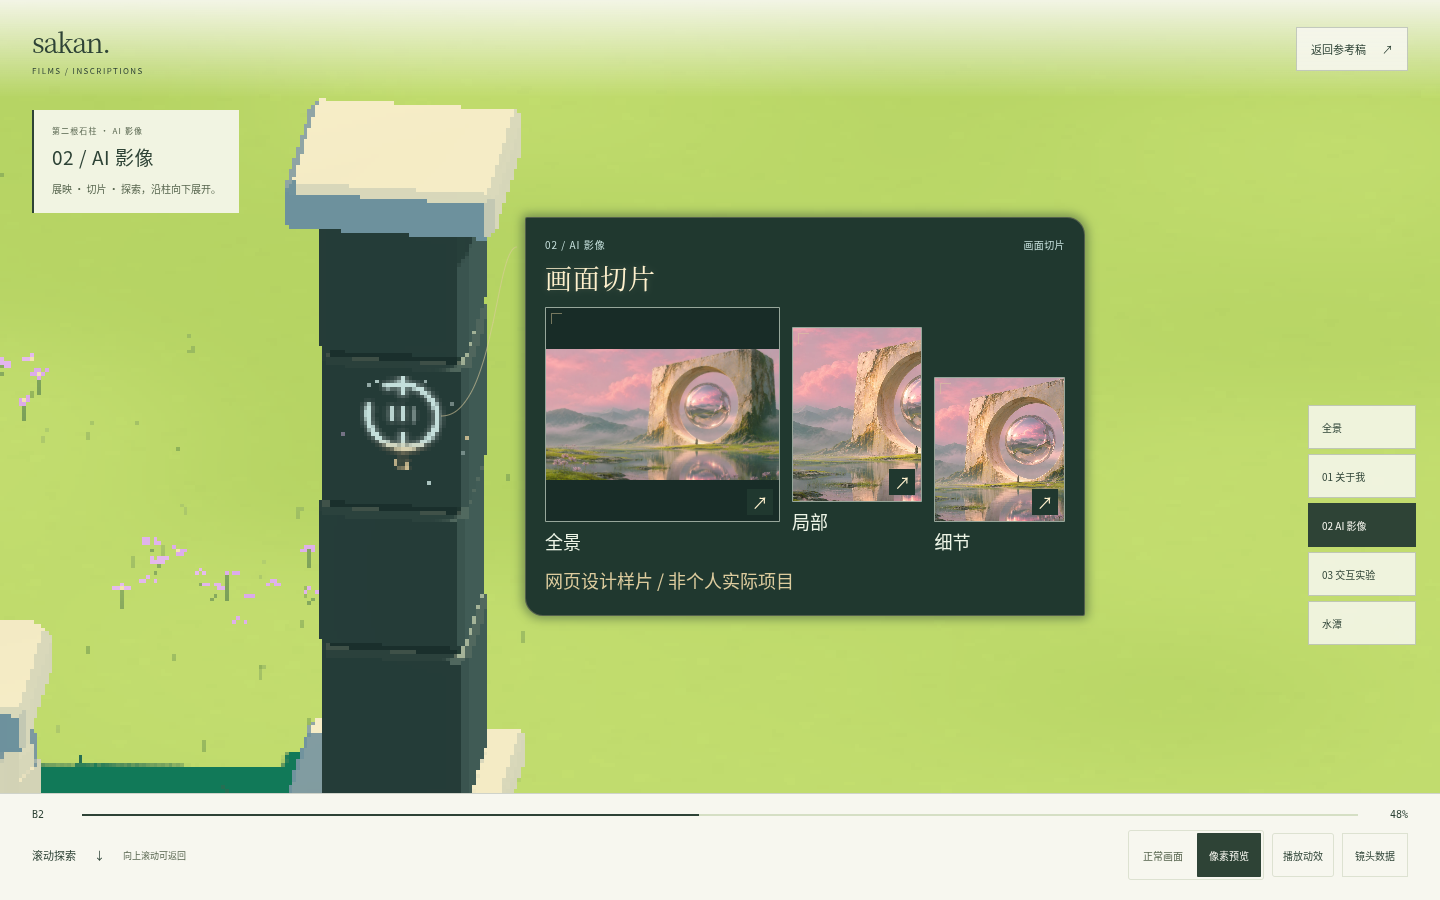 sakan.
FILMS / INSCRIPTIONS
返回参考稿 ↗
第二根石柱 · AI 影像
02 / AI 影像
展映 · 切片 · 探索，沿柱向下展开。
02 / AI 影像
画面切片
画面切片
全景
局部
细节
网页设计样片 / 非个人实际项目
全景
01 关于我
02 AI 影像
03 交互实验
水潭
B2
48%
滚动探索 ↓
向上滚动可返回
正常画面
像素预览
播放动效
镜头数据